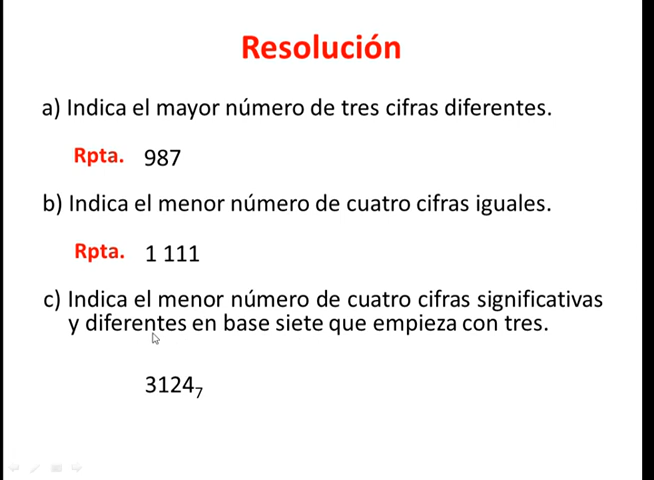 Resolución
a) Indica el mayor número de tres cifras diferentes.
Rpta. 987
b) Indica el menor número de cuatro cifras iguales.
Rpta. 1 111
c) Indica el menor número de cuatro cifras significativas
y diferentes en base siete que empieza con tres.
3124₇